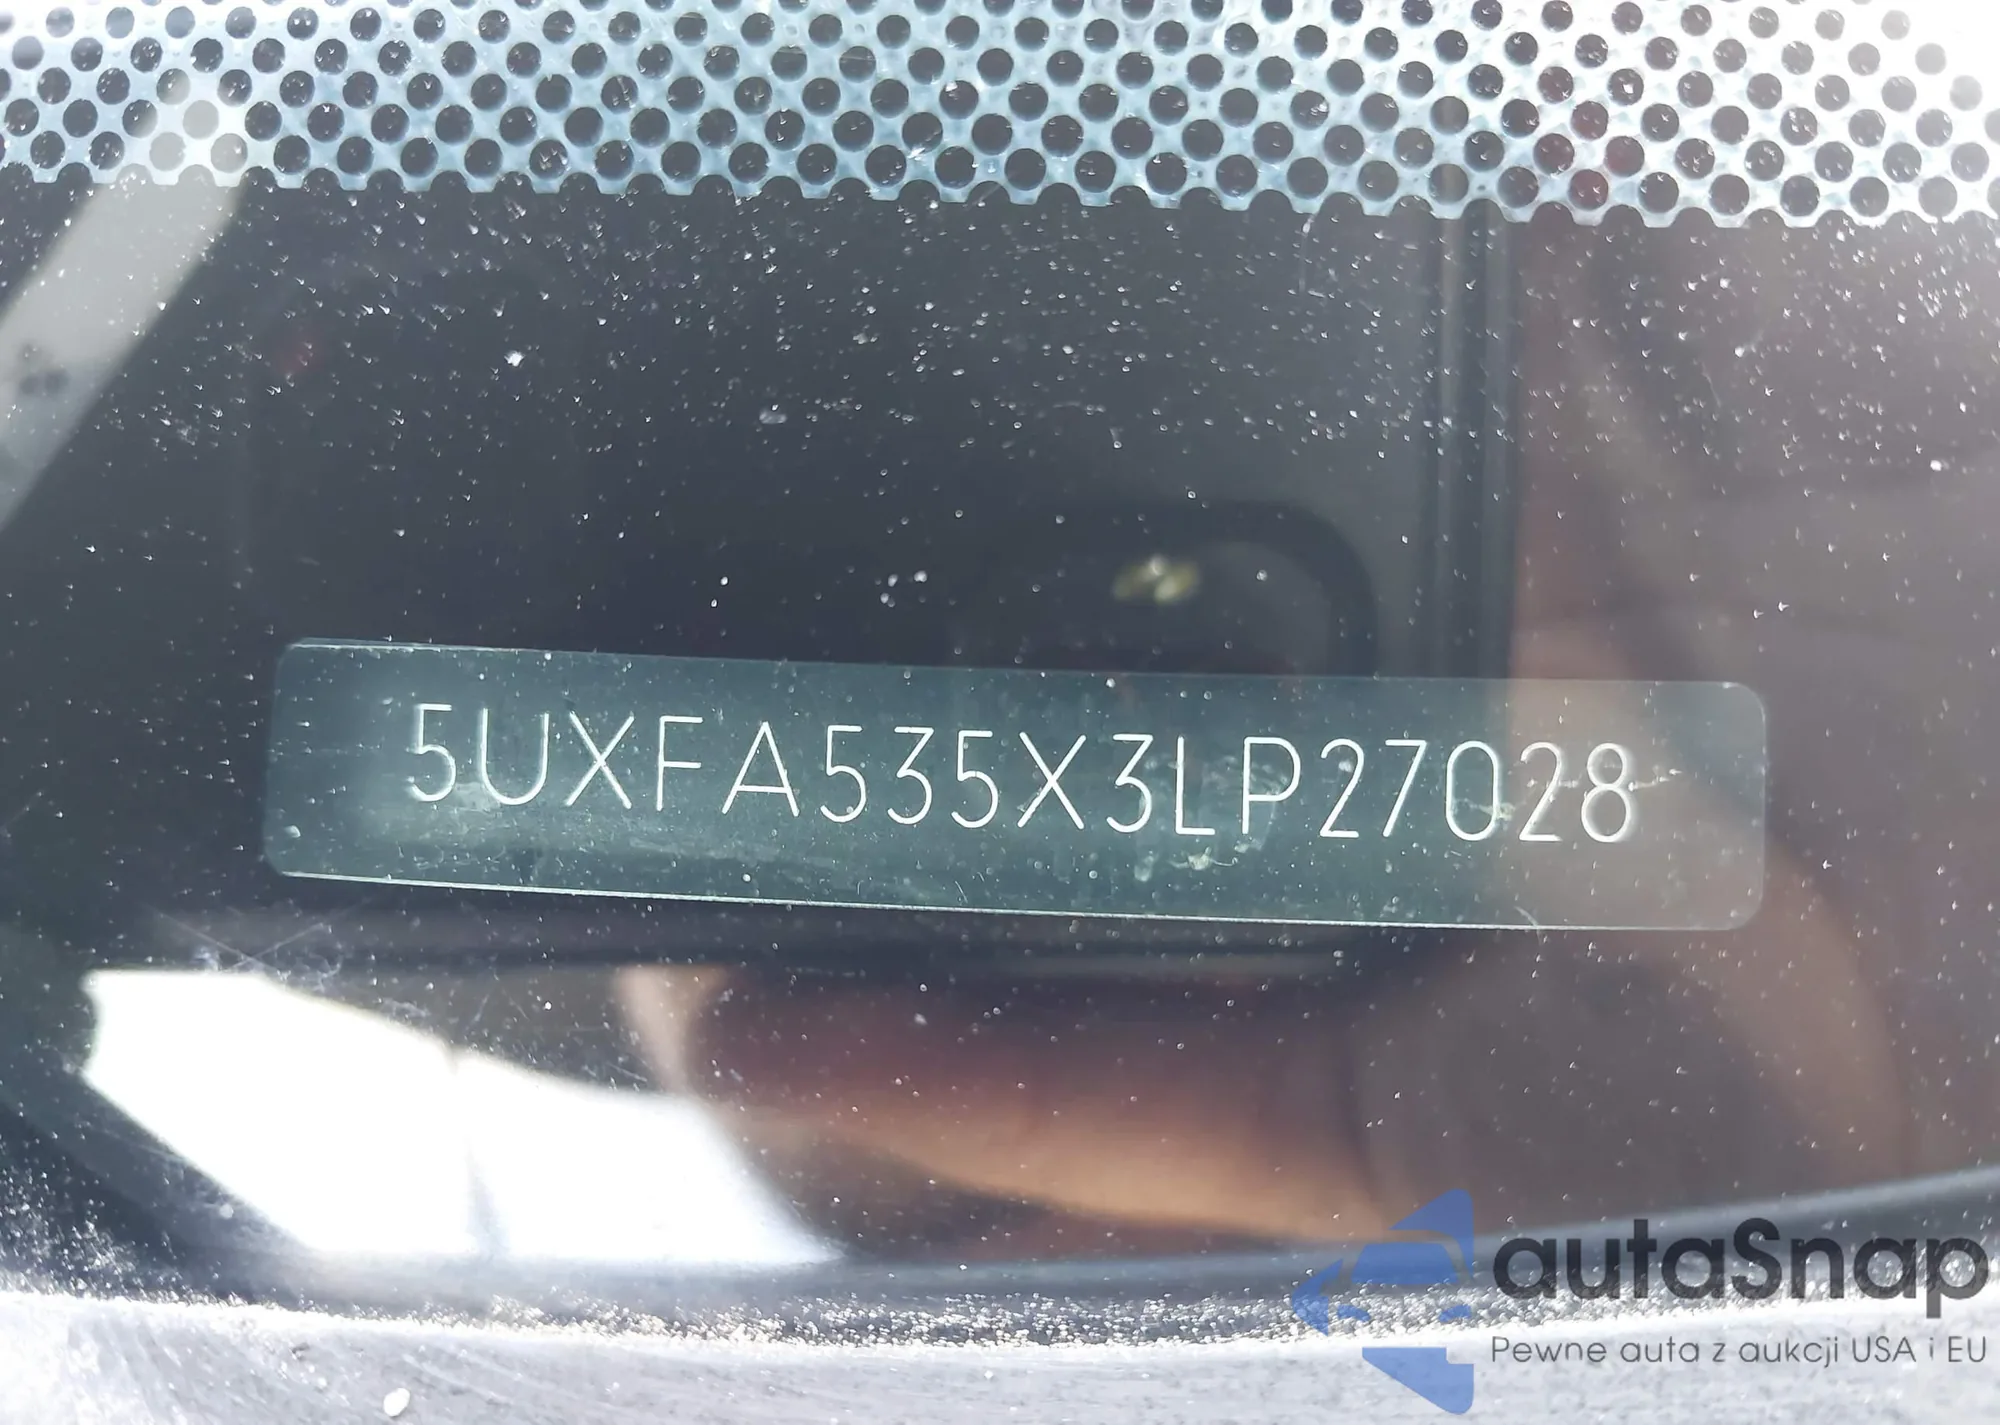 5UXFA535X3LP27028
autaSnap
Pewne auta z aukcji USA i EU